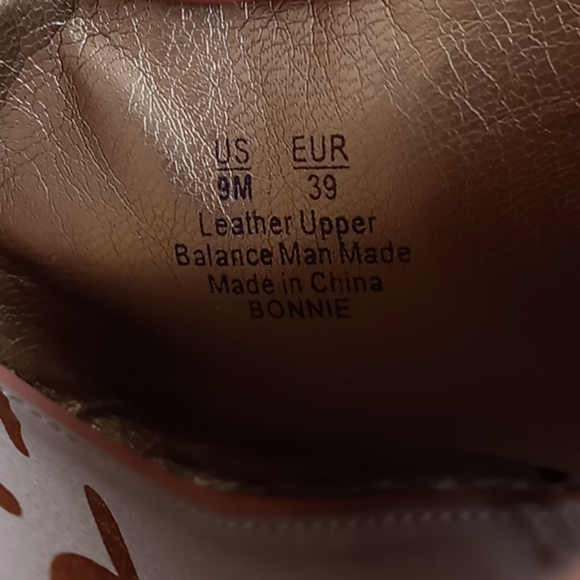 US EUR
9M 39
Leather Upper
Balance Man Made
Made in China
BONNIE